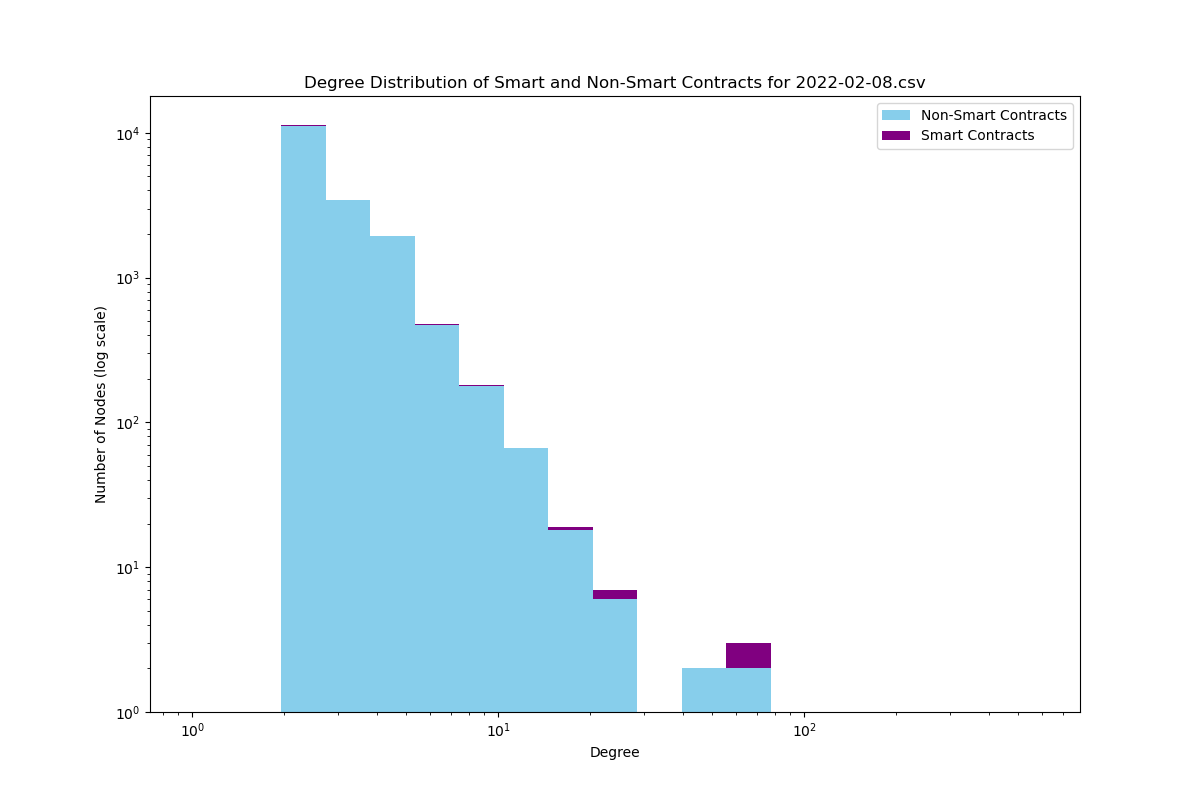 Degree Distribution of Smart and Non-Smart Contracts for 2022-02-08.csv
Non-Smart Contracts
Smart Contracts
Number of Nodes (log scale)
10⁴
10³
10²
10¹
10⁰
10⁰ 10¹ 10²
Degree